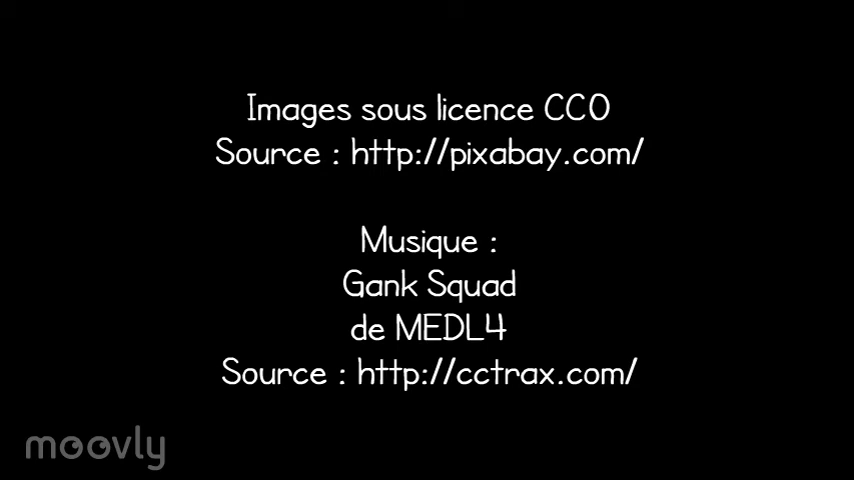 Images sous licence CC0
Source : http://pixabay.com/
Musique :
Gank Squad
de MEDL4
Source : http://cctrax.com/
moovly